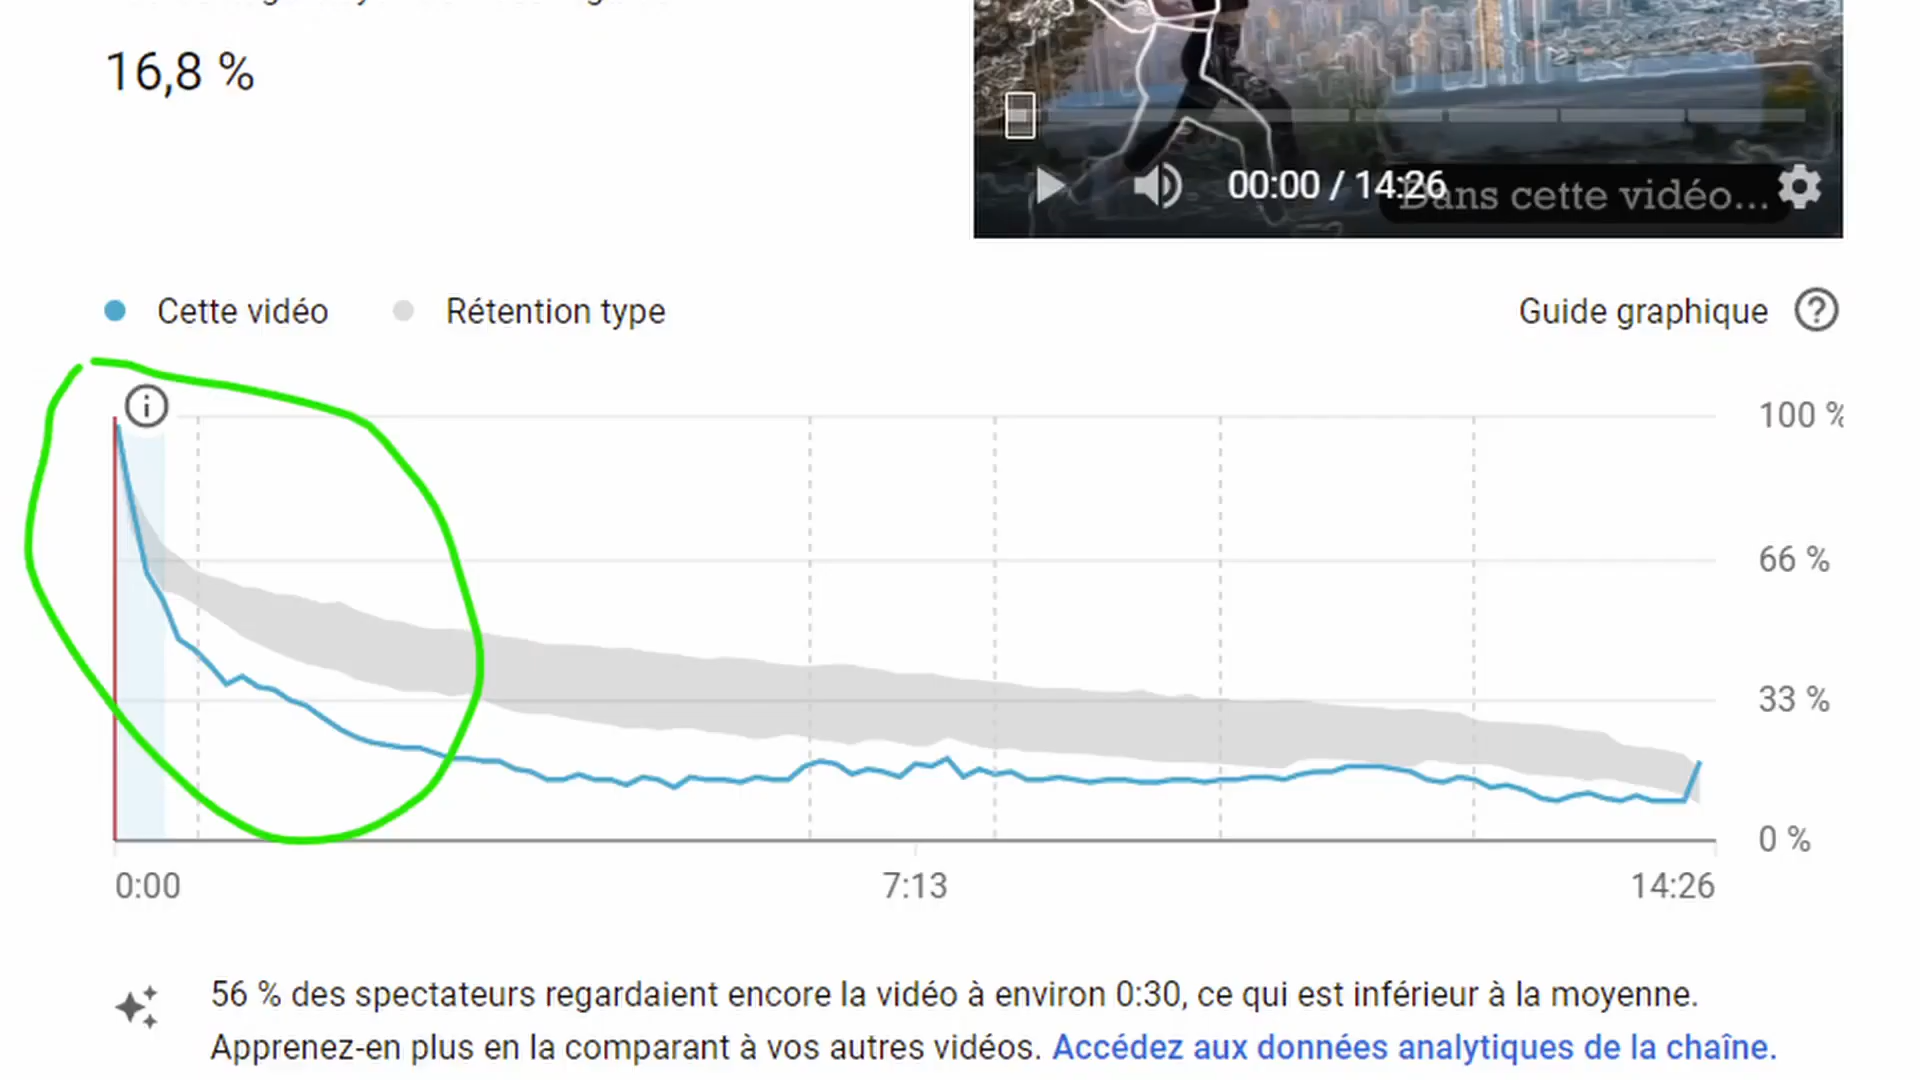 16,8 %
00:00 / 14:26
Dans cette vidéo...
Cette vidéo
Rétention type
Guide graphique
100 %
66 %
33 %
0 %
0:00
7:13
14:26
56 % des spectateurs regardaient encore la vidéo à environ 0:30, ce qui est inférieur à la moyenne.
Apprenez-en plus en la comparant à vos autres vidéos. Accédez aux données analytiques de la chaîne.